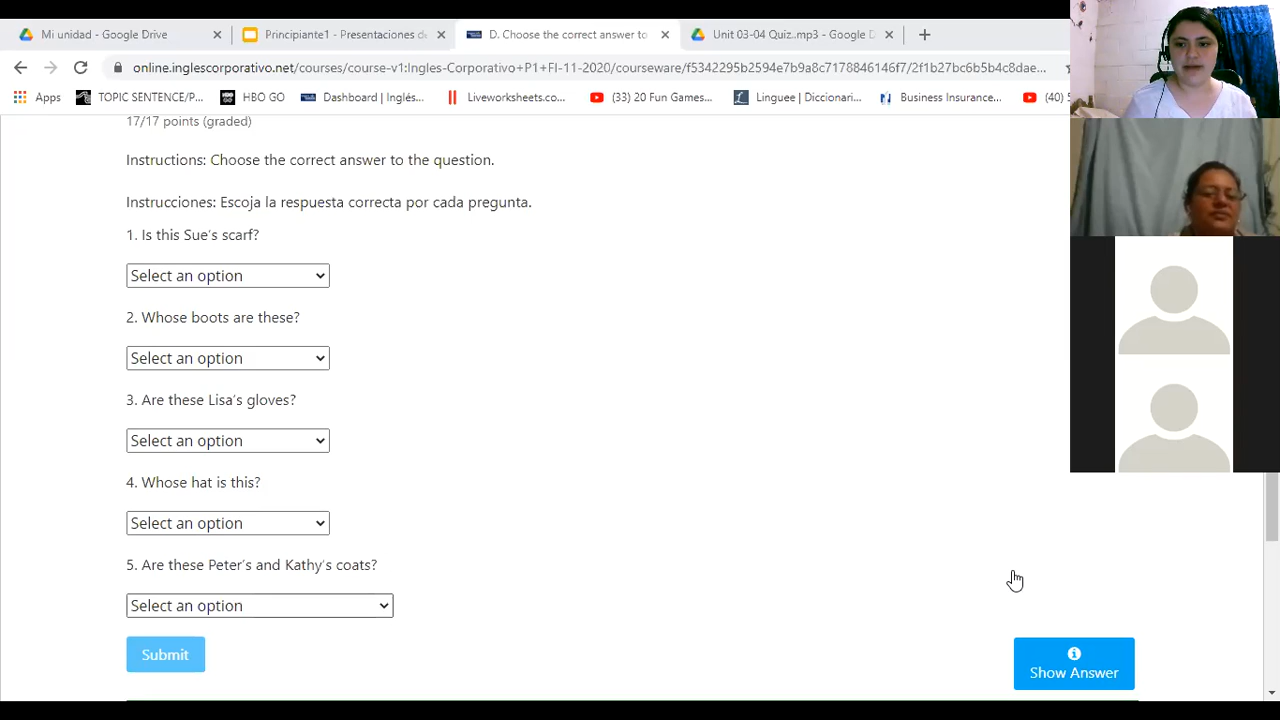 Mi unidad - Google Drive
Principiante1 - Presentaciones de
D. Choose the correct answer to
Unit 03-04 Quiz..mp3 - Google D
online.inglescorporativo.net/courses/course-v1:Ingles-Corporativo+P1+FI-11-2020/courseware/f5342295b2594e7b9a8c7178846146f7/2f1b27bc6b5b4c8dae...
Apps
TOPIC SENTENCE/P...
HBO GO
Dashboard | Inglés...
Liveworksheets.co...
(33) 20 Fun Games...
Linguee | Diccionari...
Business Insurance...
(40) 5
17/17 points (graded)
Instructions: Choose the correct answer to the question.
Instrucciones: Escoja la respuesta correcta por cada pregunta.
1. Is this Sue's scarf?
Select an option
2. Whose boots are these?
Select an option
3. Are these Lisa's gloves?
Select an option
4. Whose hat is this?
Select an option
5. Are these Peter's and Kathy's coats?
Select an option
Submit
Show Answer